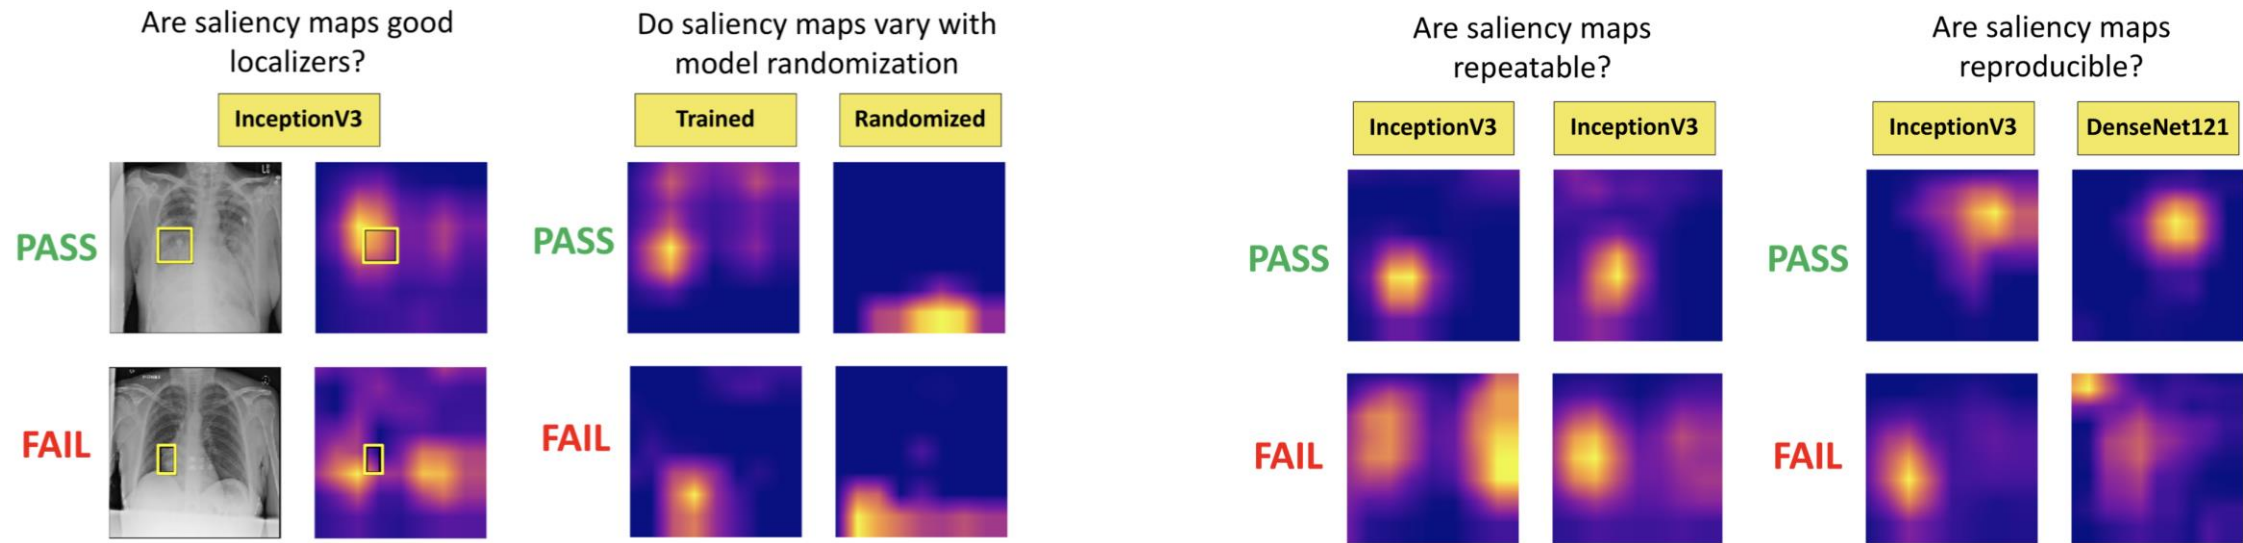 Are saliency maps good
localizers?
InceptionV3
PASS
FAIL
Do saliency maps vary with
model randomization
Trained
Randomized
PASS
FAIL
Are saliency maps
repeatable?
InceptionV3
InceptionV3
PASS
FAIL
Are saliency maps
reproducible?
InceptionV3
DenseNet121
PASS
FAIL